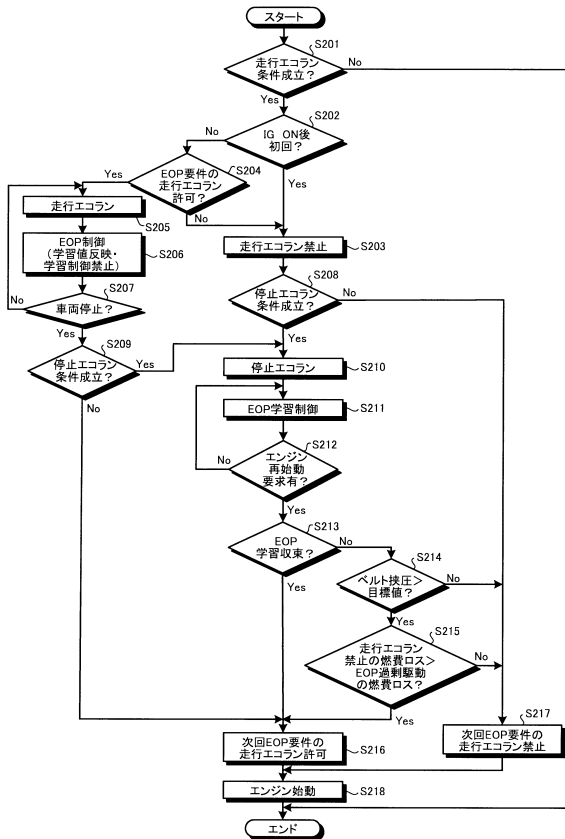 スタート
S201
走行エコラン
条件成立？
No
Yes
S202
IG ON後
初回？
No
Yes
S204
EOP要件の
走行エコラン
許可？
Yes
No
走行エコラン
S205
走行エコラン禁止
S203
EOP制御
(学習値反映・
学習制御禁止)
S206
S208
停止エコラン
条件成立？
No
Yes
S207
車両停止？
No
Yes
S209
停止エコラン
条件成立？
Yes
No
停止エコラン
S210
EOP学習制御
S211
S212
エンジン
再始動
要求有？
No
Yes
S213
EOP
学習収束？
No
Yes
S214
ベルト挟圧＞
目標値？
No
Yes
S215
走行エコラン
禁止の燃費ロス＞
EOP過剰駆動
の燃費ロス？
No
Yes
次回EOP要件の
走行エコラン許可
S216
S217
次回EOP要件の
走行エコラン禁止
エンジン始動
S218
エンド